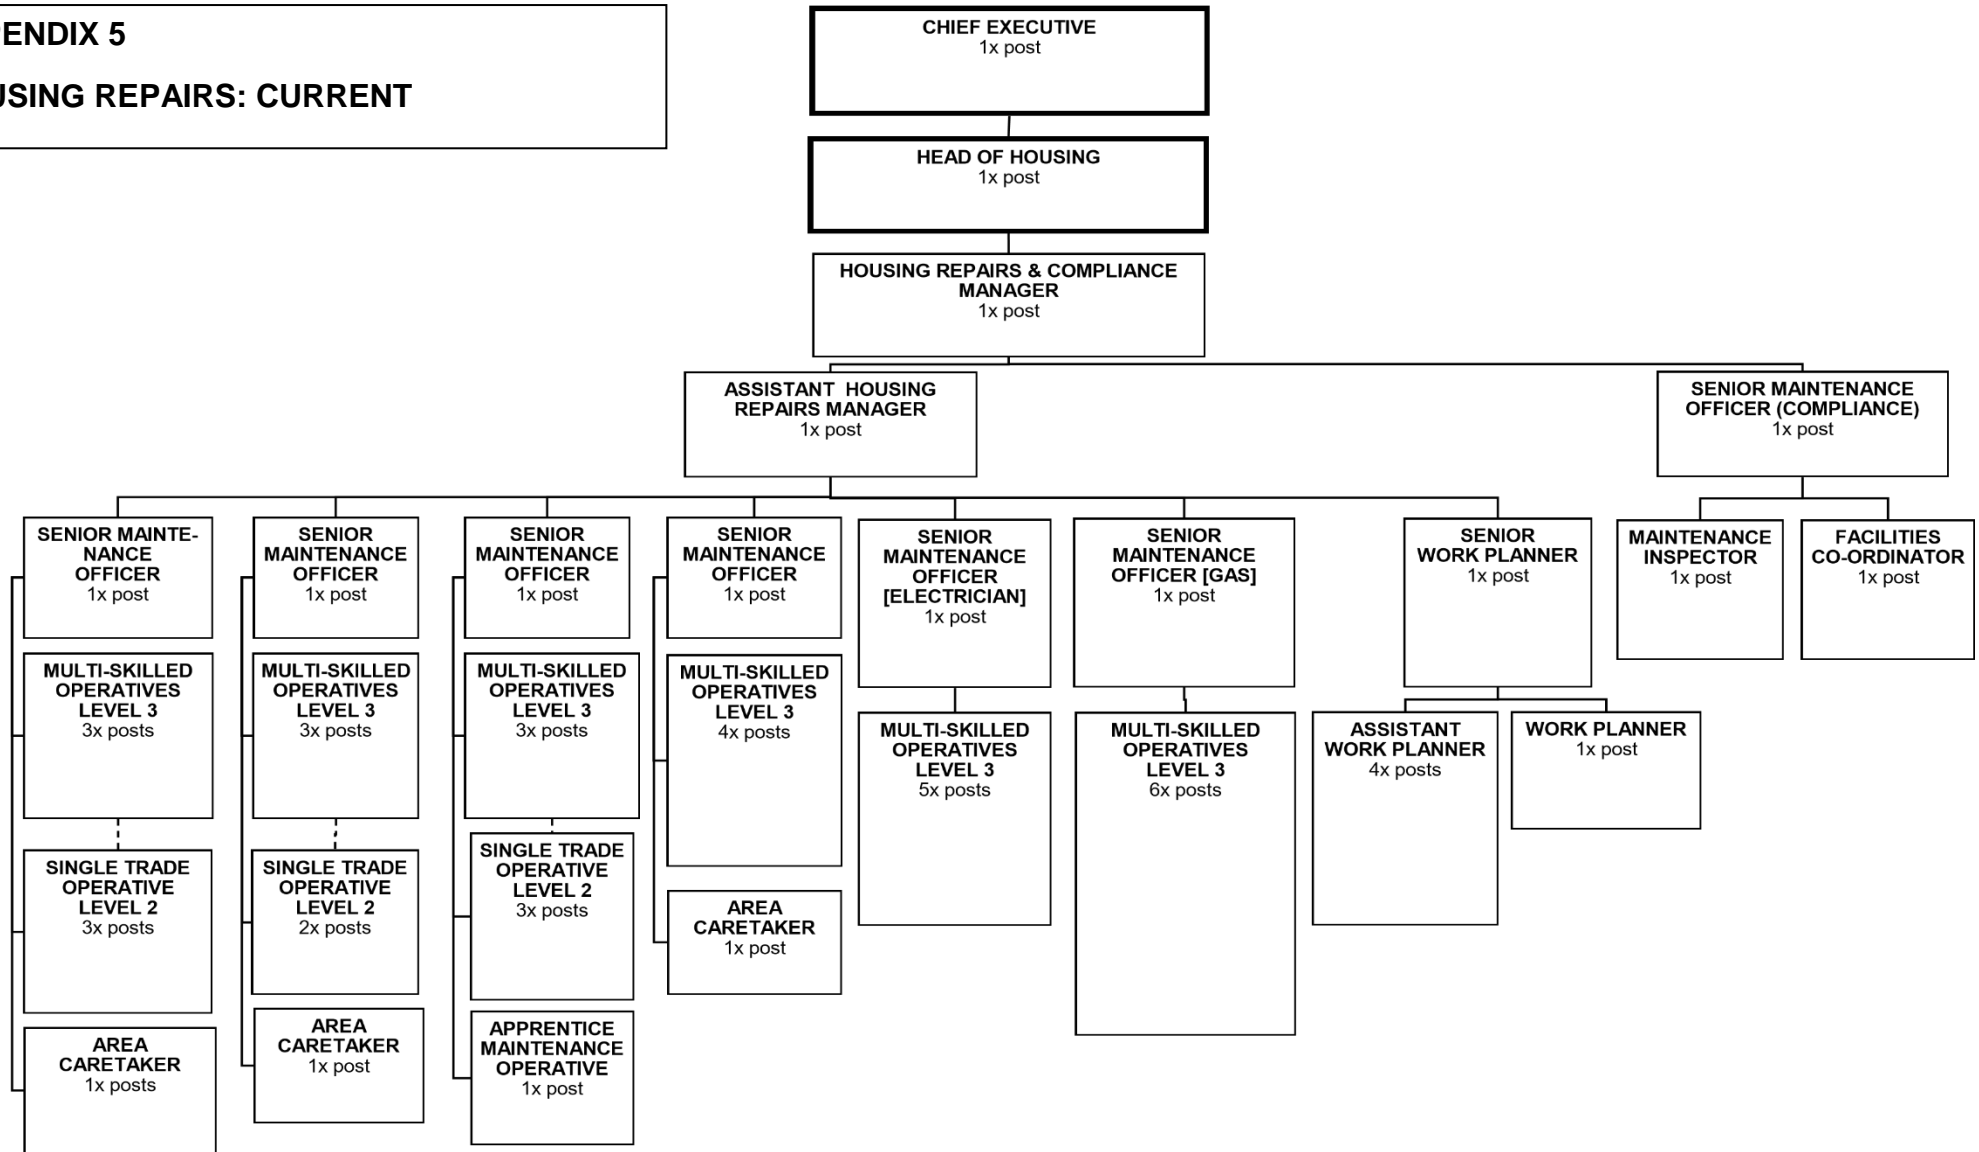 ENDIX 5
USING REPAIRS: CURRENT
CHIEF EXECUTIVE
1x post
HEAD OF HOUSING
1x post
HOUSING REPAIRS & COMPLIANCE
MANAGER
1x post
ASSISTANT HOUSING
REPAIRS MANAGER
1x post
SENIOR MAINTENANCE
OFFICER (COMPLIANCE)
1x post
SENIOR MAINTE-
NANCE
OFFICER
1x post
SENIOR
MAINTENANCE
OFFICER
1x post
SENIOR
MAINTENANCE
OFFICER
1x post
SENIOR
MAINTENANCE
OFFICER
1x post
SENIOR
MAINTENANCE
OFFICER
[ELECTRICIAN]
1x post
SENIOR
MAINTENANCE
OFFICER [GAS]
1x post
SENIOR
WORK PLANNER
1x post
MAINTENANCE
INSPECTOR
1x post
FACILITIES
CO-ORDINATOR
1x post
MULTI-SKILLED
OPERATIVES
LEVEL 3
3x posts
MULTI-SKILLED
OPERATIVES
LEVEL 3
3x posts
MULTI-SKILLED
OPERATIVES
LEVEL 3
3x posts
MULTI-SKILLED
OPERATIVES
LEVEL 3
4x posts
MULTI-SKILLED
OPERATIVES
LEVEL 3
5x posts
MULTI-SKILLED
OPERATIVES
LEVEL 3
6x posts
ASSISTANT
WORK PLANNER
4x posts
WORK PLANNER
1x post
SINGLE TRADE
OPERATIVE
LEVEL 2
3x posts
SINGLE TRADE
OPERATIVE
LEVEL 2
2x posts
SINGLE TRADE
OPERATIVE
LEVEL 2
3x posts
AREA
CARETAKER
1x post
AREA
CARETAKER
1x posts
AREA
CARETAKER
1x post
APPRENTICE
MAINTENANCE
OPERATIVE
1x post